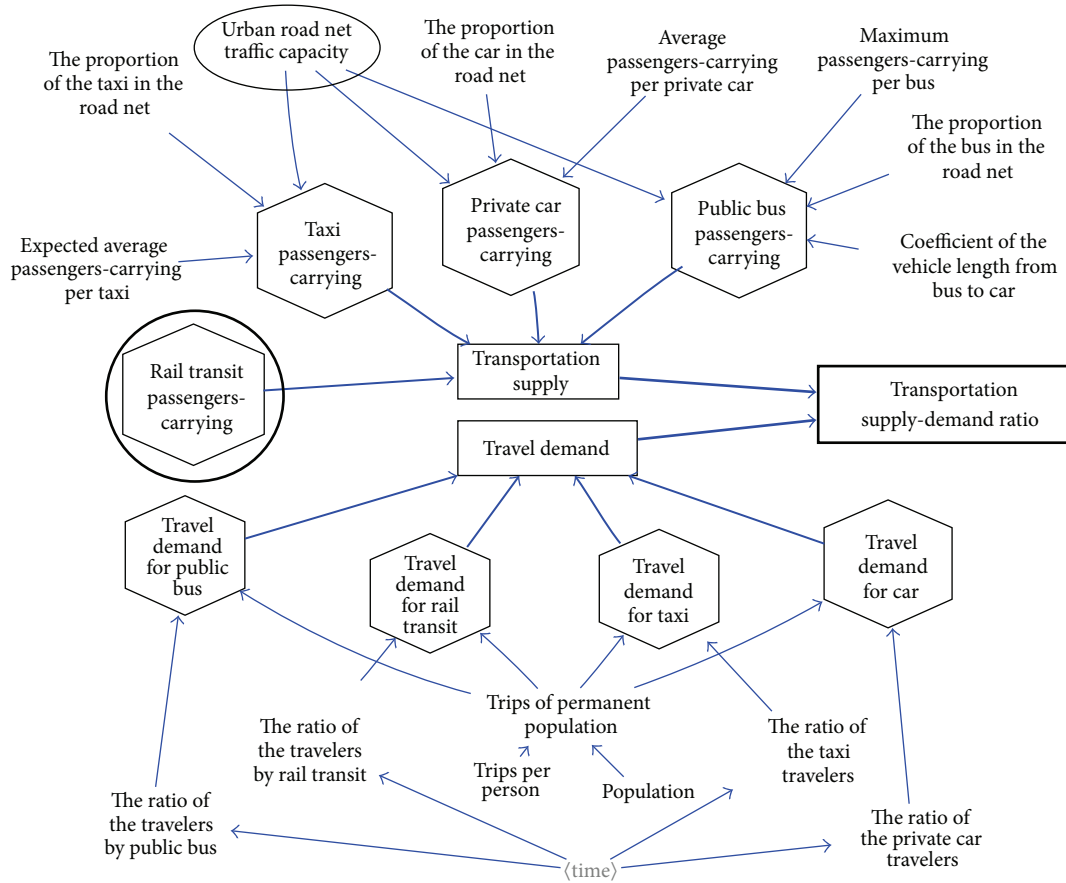 Urban road net
traffic capacity
The proportion
of the taxi in the
road net
The proportion
of the car in the
road net
Average
passengers-carrying
per private car
Maximum
passengers-carrying
per bus
The proportion
of the bus in the
road net
Expected average
passengers-carrying
per taxi
Taxi
passengers-
carrying
Private car
passengers-
carrying
Public bus
passengers-
carrying
Coefficient of the
vehicle length from
bus to car
Rail transit
passengers-
carrying
Transportation
supply
Transportation
supply-demand ratio
Travel demand
Travel
demand
for public
bus
Travel
demand
for rail
transit
Travel
demand
for taxi
Travel
demand
for car
Trips of permanent
population
The ratio of
the travelers
by rail transit
Trips per
person
Population
The ratio of
the taxi
travelers
The ratio of
the travelers
by public bus
The ratio of
the private car
travelers
⟨time⟩